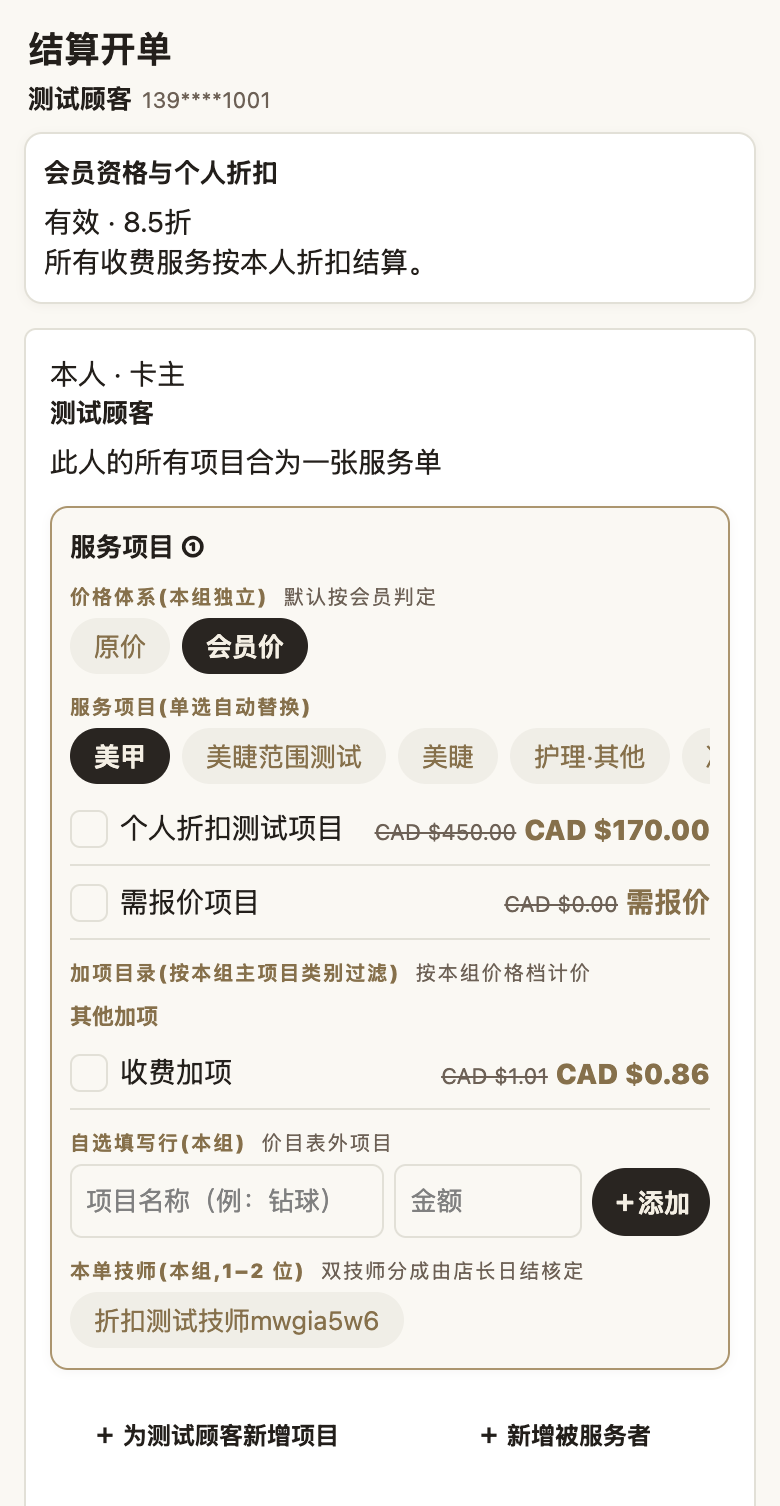 结算开单
测试顾客 139****1001
会员资格与个人折扣
有效 · 8.5折
所有收费服务按本人折扣结算。
本人 · 卡主
测试顾客
此人的所有项目合为一张服务单
服务项目 ①
价格体系(本组独立) 默认按会员判定
原价 会员价
服务项目(单选自动替换)
美甲 美睫范围测试 美睫 护理·其他
个人折扣测试项目 CAD $450.00 CAD $170.00
需报价项目 CAD $0.00 需报价
加项目录(按本组主项目类别过滤) 按本组价格档计价
其他加项
收费加项 CAD $1.01 CAD $0.86
自选填写行(本组) 价目表外项目
项目名称（例：钻球） 金额 ＋添加
本单技师(本组,1–2 位) 双技师分成由店长日结核定
折扣测试技师mwgia5w6
＋ 为测试顾客新增项目 ＋ 新增被服务者